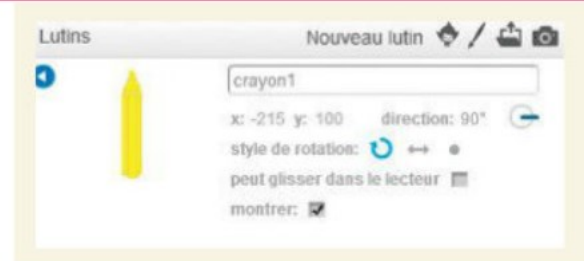 Lutins Nouveau lutin
crayon1
x: -215 y: 100 direction: 90°
style de rotation:
peut glisser dans le lecteur
montrer: